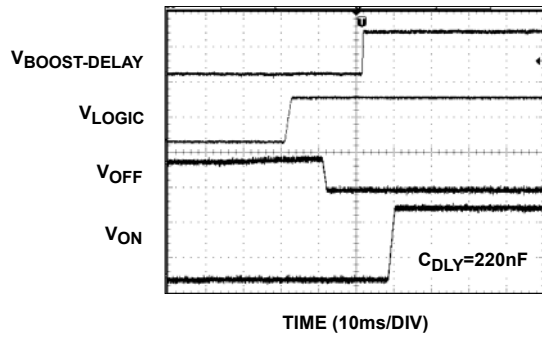 VBOOST-DELAY
VLOGIC
VOFF
VON
CDLY=220nF
TIME (10ms/DIV)